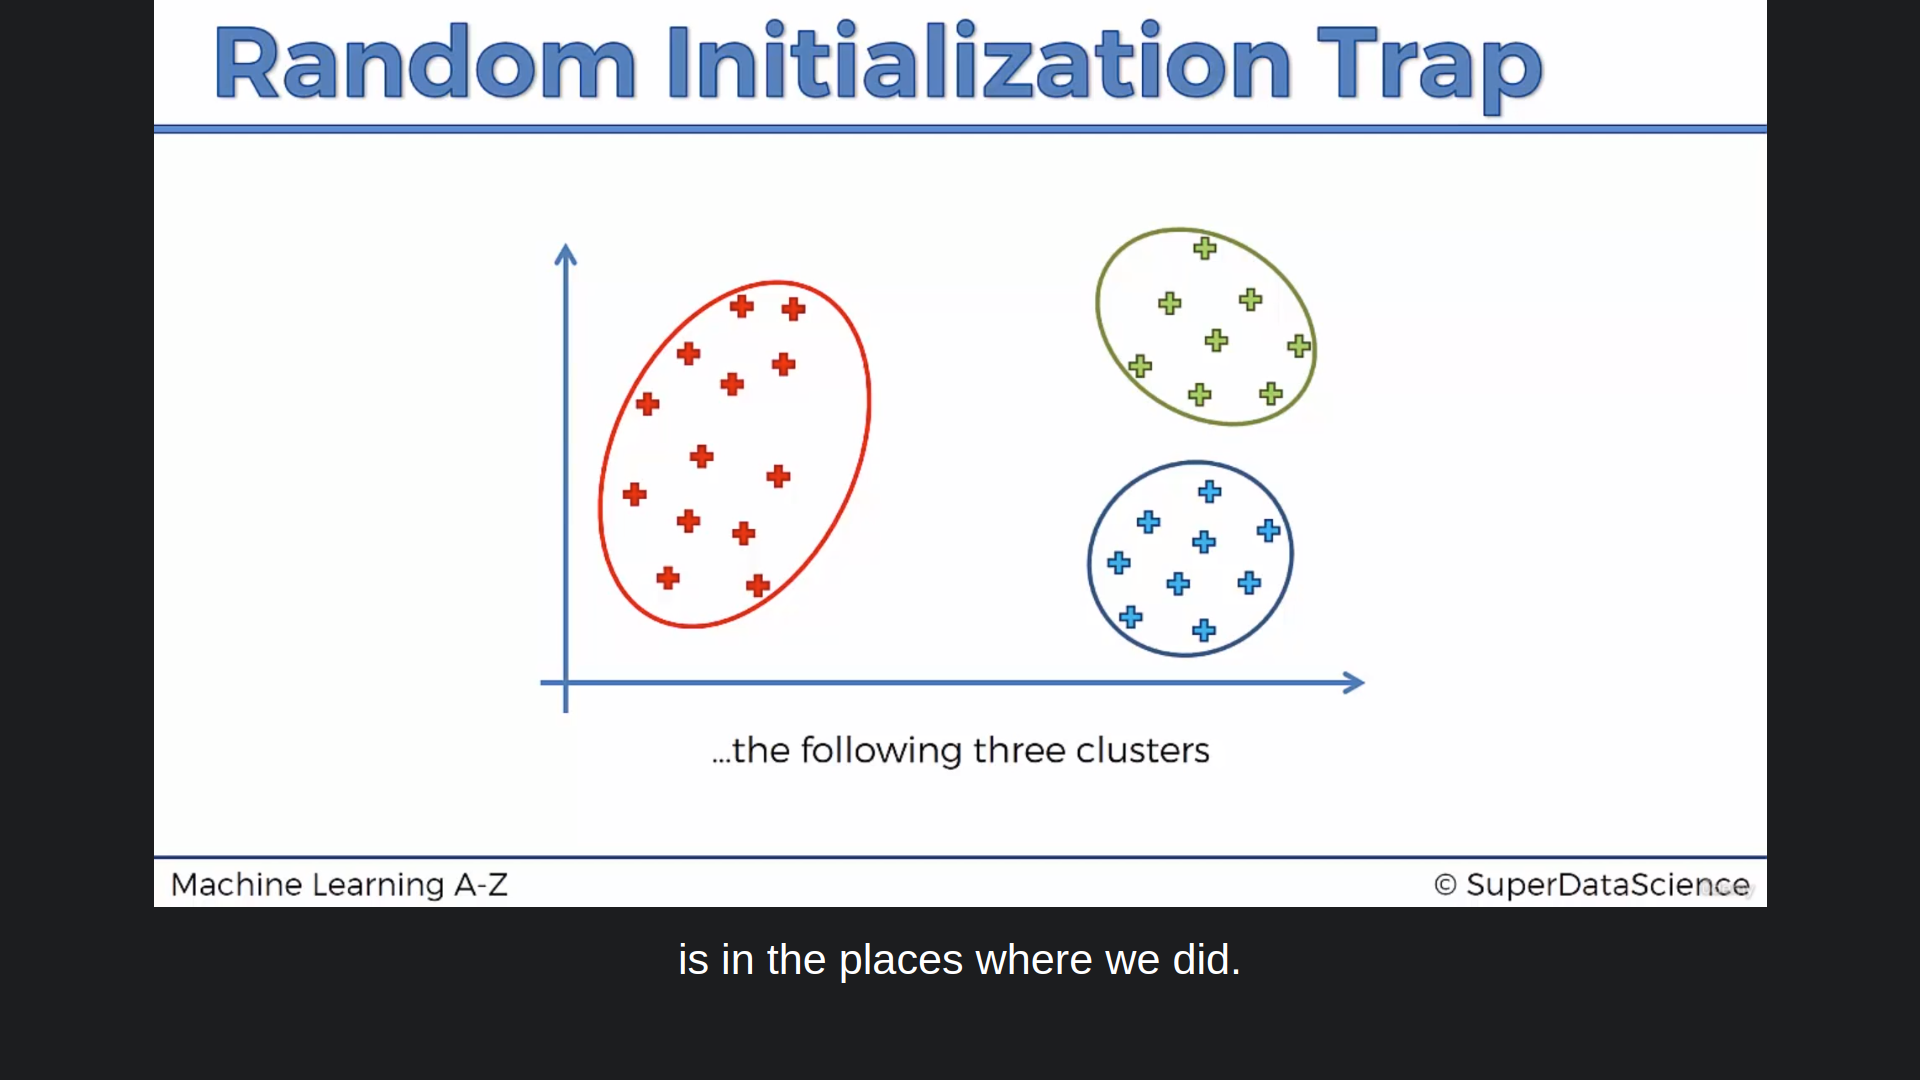 Random Initialization Trap
...the following three clusters
Machine Learning A-Z
© SuperDataScience
is in the places where we did.